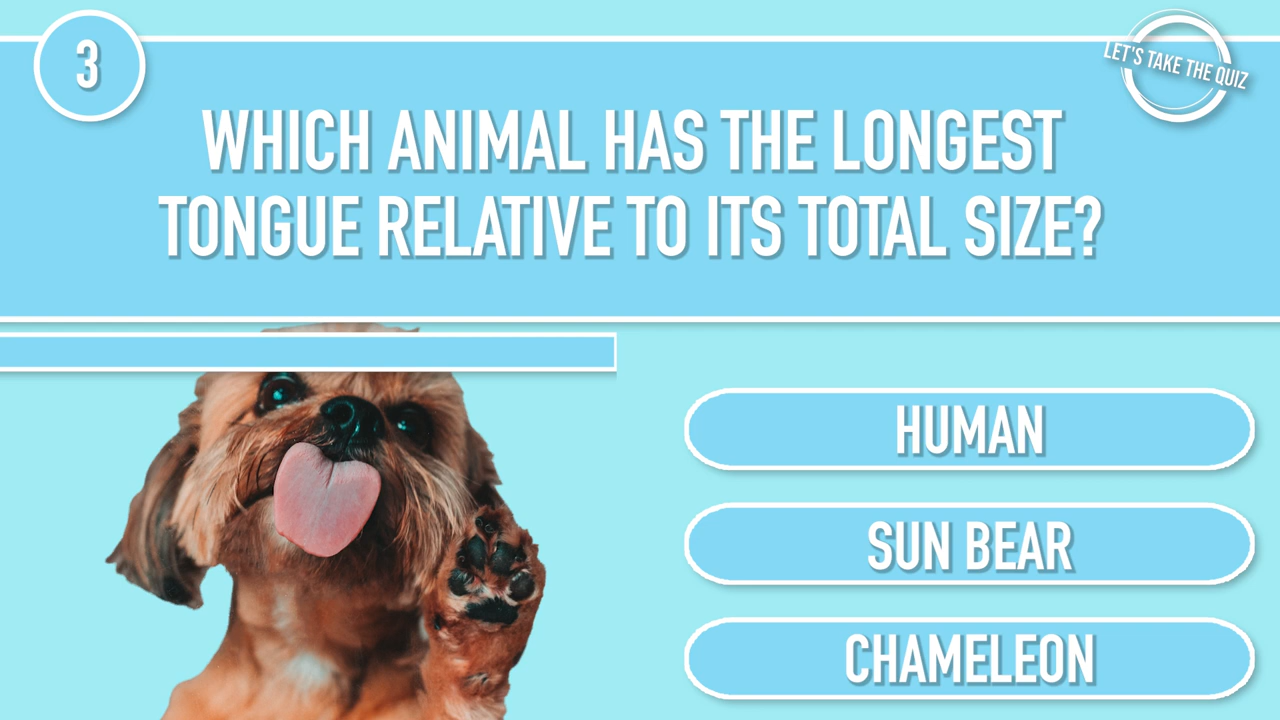 3
LET'S TAKE THE QUIZ
WHICH ANIMAL HAS THE LONGEST
TONGUE RELATIVE TO ITS TOTAL SIZE?
HUMAN
SUN BEAR
CHAMELEON